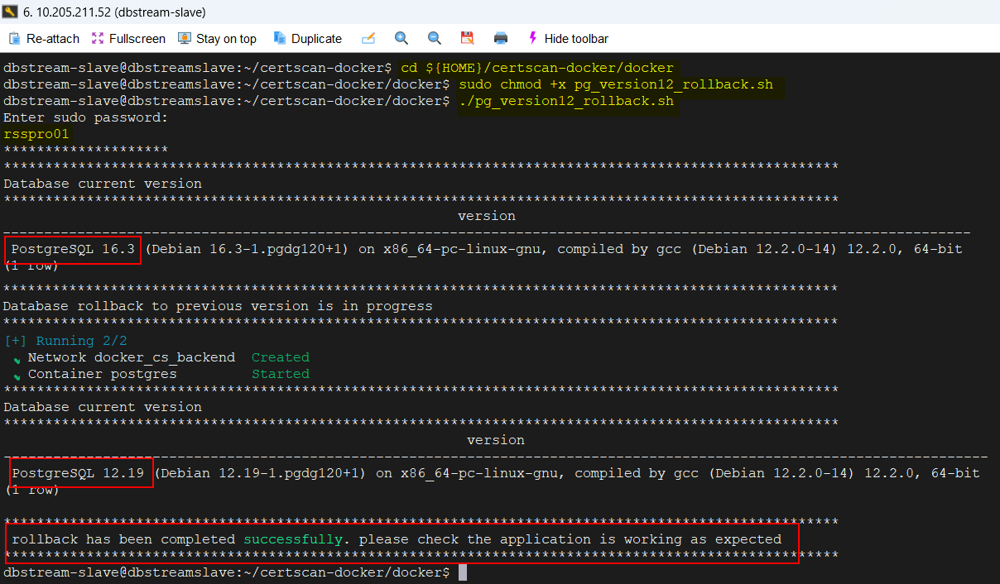 6. 10.205.211.52 (dbstream-slave)
Re-attach Fullscreen Stay on top Duplicate Hide toolbar
dbstream-slave@dbstreamslave:~/certscan-docker$ cd ${HOME}/certscan-docker/docker
dbstream-slave@dbstreamslave:~/certscan-docker/docker$ sudo chmod +x pg_version12_rollback.sh
dbstream-slave@dbstreamslave:~/certscan-docker/docker$ ./pg_version12_rollback.sh
Enter sudo password:
rsspro01
********************
*****************************************************************************************************
Database current version
*****************************************************************************************************
version
---------------------------------------------------------------------------------------------------------------------
PostgreSQL 16.3 (Debian 16.3-1.pgdg120+1) on x86_64-pc-linux-gnu, compiled by gcc (Debian 12.2.0-14) 12.2.0, 64-bit
(1 row)
*****************************************************************************************************
Database rollback to previous version is in progress
*****************************************************************************************************
[+] Running 2/2
✔ Network docker_cs_backend Created
✔ Container postgres Started
*****************************************************************************************************
Database current version
*****************************************************************************************************
version
-----------------------------------------------------------------------------------------------------------------------
PostgreSQL 12.19 (Debian 12.19-1.pgdg120+1) on x86_64-pc-linux-gnu, compiled by gcc (Debian 12.2.0-14) 12.2.0, 64-bit
(1 row)
*****************************************************************************************************
rollback has been completed successfully. please check the application is working as expected
*****************************************************************************************************
dbstream-slave@dbstreamslave:~/certscan-docker/docker$